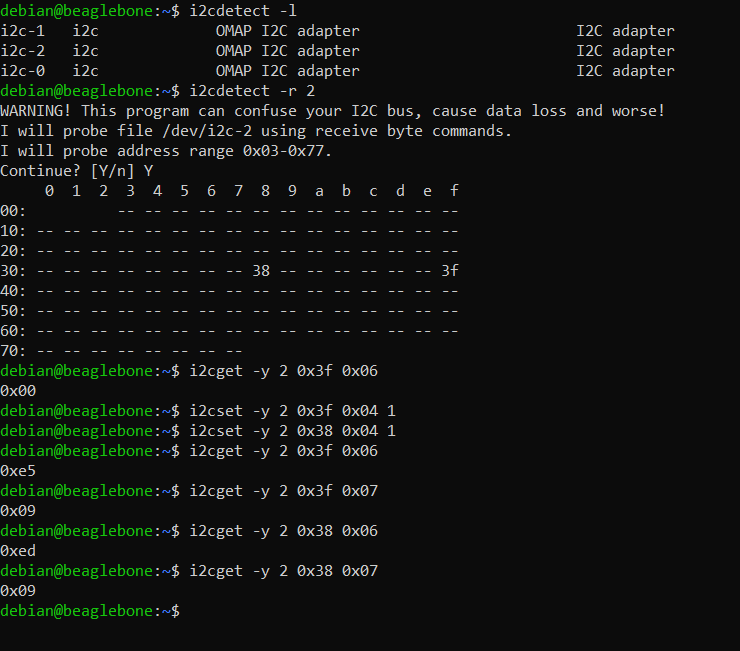 debian@beaglebone:~$ i2cdetect -l
i2c-1   i2c             OMAP I2C adapter                        I2C adapter
i2c-2   i2c             OMAP I2C adapter                        I2C adapter
i2c-0   i2c             OMAP I2C adapter                        I2C adapter
debian@beaglebone:~$ i2cdetect -r 2
WARNING! This program can confuse your I2C bus, cause data loss and worse!
I will probe file /dev/i2c-2 using receive byte commands.
I will probe address range 0x03-0x77.
Continue? [Y/n] Y
     0  1  2  3  4  5  6  7  8  9  a  b  c  d  e  f
00:          -- -- -- -- -- -- -- -- -- -- -- -- --
10: -- -- -- -- -- -- -- -- -- -- -- -- -- -- -- --
20: -- -- -- -- -- -- -- -- -- -- -- -- -- -- -- --
30: -- -- -- -- -- -- -- -- 38 -- -- -- -- -- -- 3f
40: -- -- -- -- -- -- -- -- -- -- -- -- -- -- -- --
50: -- -- -- -- -- -- -- -- -- -- -- -- -- -- -- --
60: -- -- -- -- -- -- -- -- -- -- -- -- -- -- -- --
70: -- -- -- -- -- -- -- --
debian@beaglebone:~$ i2cget -y 2 0x3f 0x06
0x00
debian@beaglebone:~$ i2cset -y 2 0x3f 0x04 1
debian@beaglebone:~$ i2cset -y 2 0x38 0x04 1
debian@beaglebone:~$ i2cget -y 2 0x3f 0x06
0xe5
debian@beaglebone:~$ i2cget -y 2 0x3f 0x07
0x09
debian@beaglebone:~$ i2cget -y 2 0x38 0x06
0xed
debian@beaglebone:~$ i2cget -y 2 0x38 0x07
0x09
debian@beaglebone:~$